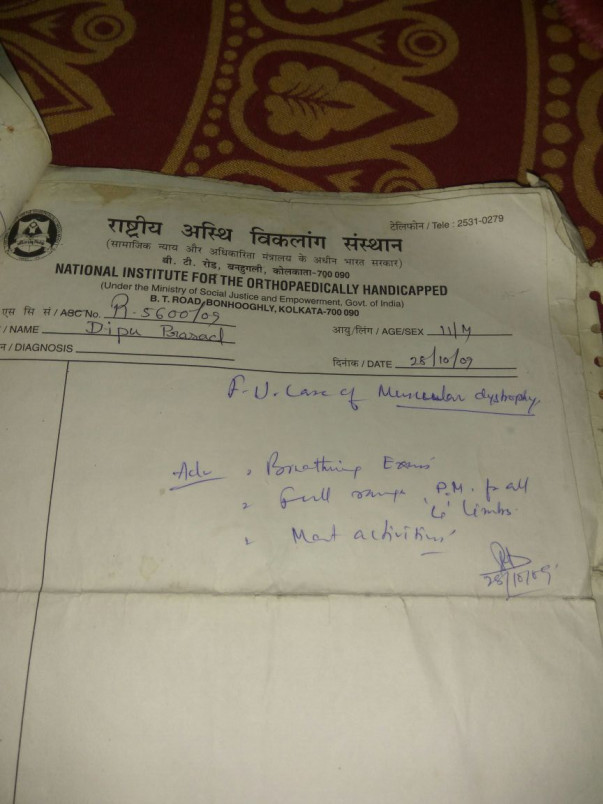 राष्ट्रीय अस्थि विकलांग संस्थान
टेलिफोन / Tele : 2531-0279
(सामाजिक न्याय और अधिकारिता मंत्रालय के अधीन भारत सरकार)
बी. टी. रोड, बनहुगली, कोलकाता-700 090
NATIONAL INSTITUTE FOR THE ORTHOPAEDICALLY HANDICAPPED
(Under the Ministry of Social Justice and Empowerment, Govt. of India)
B. T. ROAD, BONHOOGHLY, KOLKATA-700 090
एस सि सं / ABC No. R-5600/09
/ NAME Dipu Prasad
आयु/लिंग / AGE/SEX 11/M
न / DIAGNOSIS
दिनांक / DATE 28/10/09
F.U. Case of Muscular dystrophy.
Adv Breathing Exers
Full range P.M. for all
limbs.
Mat activities
28/10/09